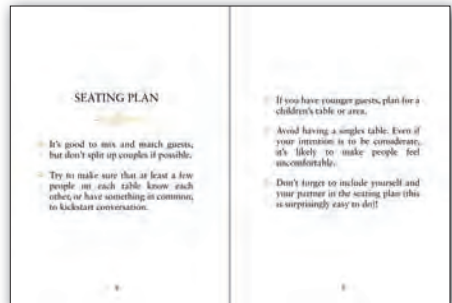 SEATING PLAN
It's good to mix and match guests,
but don't split up couples if possible.
Try to make sure that at least a few
people on each table know each
other, or have something in common,
to kickstart conversation.
If you have younger guests, plan for a
children's table or area.
Avoid having a singles table. Even if
your intention is to be considerate,
it's likely to make people feel
uncomfortable.
Don't forget to include yourself and
your partner in the seating plan (this
is surprisingly easy to do)!